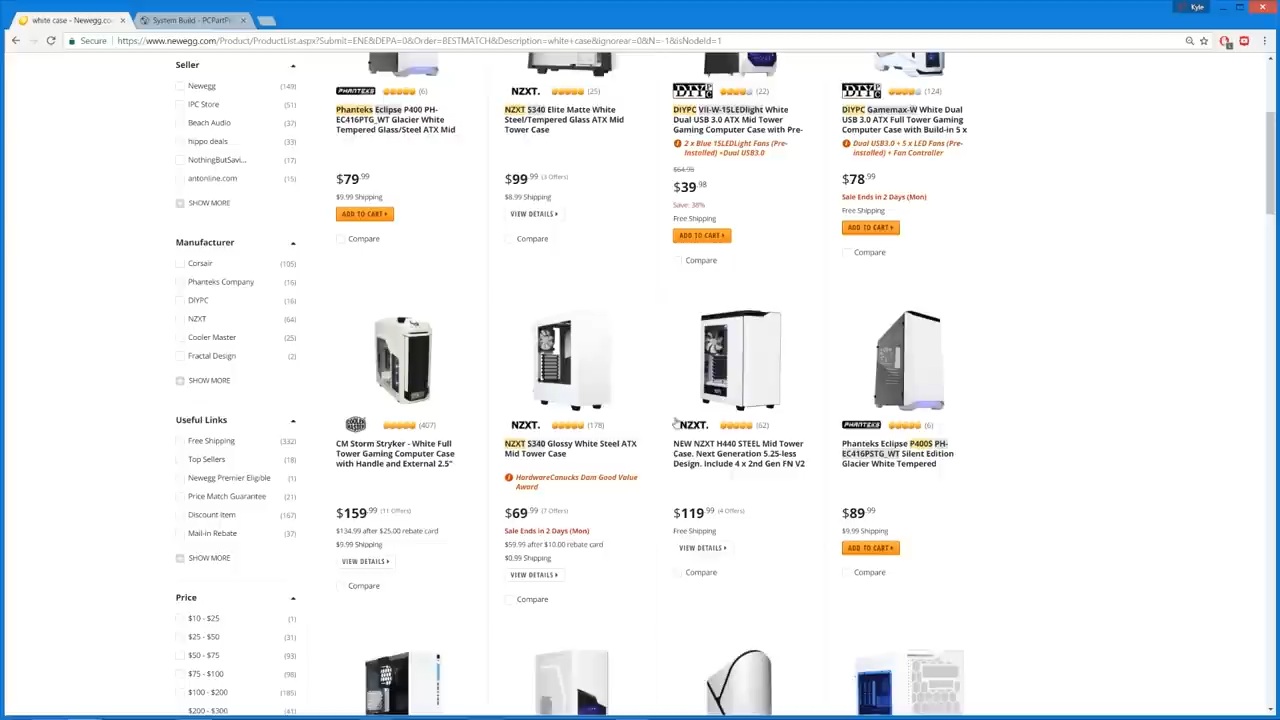 Kyle
white case - Newegg.c
System Build - PCPartPi
Secure
https://www.newegg.com/Product/ProductList.aspx?Submit=ENE&DEPA=0&Order=BESTMATCH&Description=white+case&ignorear=0&N=-1&isNodeId=1
Seller
Newegg (149)
IPC Store (51)
Beach Audio (37)
hippo deals (33)
NothingButSavi... (17)
antonline.com (15)
SHOW MORE
Manufacturer
Corsair (105)
Phanteks Company (16)
DIYPC (16)
NZXT (64)
Cooler Master (25)
Fractal Design (2)
SHOW MORE
Useful Links
Free Shipping (332)
Top Sellers (18)
Newegg Premier Eligible (1)
Price Match Guarantee (21)
Discount Item (167)
Mail-in Rebate (37)
SHOW MORE
Price
$10 - $25 (1)
$25 - $50 (31)
$50 - $75 (93)
$75 - $100 (98)
$100 - $200 (185)
$200 - $300 (41)
PHANTEKS (6)
Phanteks Eclipse P400 PH-
EC416PTG_WT Glacier White
Tempered Glass/Steel ATX Mid
$79.99
$9.99 Shipping
ADD TO CART
Compare
NZXT. (25)
NZXT S340 Elite Matte White
Steel/Tempered Glass ATX Mid
Tower Case
$99.99 (3 Offers)
$8.99 Shipping
VIEW DETAILS
Compare
DIYPC (22)
DIYPC VII-W-15LEDlight White
Dual USB 3.0 ATX Mid Tower
Gaming Computer Case with Pre-
2 x Blue 15LEDLight Fans (Pre-
Installed) +Dual USB3.0
$64.99
$39.98
Save: 38%
Free Shipping
ADD TO CART
Compare
DIYPC (124)
DIYPC Gamemax-W White Dual
USB 3.0 ATX Full Tower Gaming
Computer Case with Build-in 5 x
Dual USB3.0 + 5 x LED Fans (Pre-
installed) + Fan Controller
$78.99
Sale Ends in 2 Days (Mon)
Free Shipping
ADD TO CART
Compare
COOLER MASTER (407)
CM Storm Stryker - White Full
Tower Gaming Computer Case
with Handle and External 2.5"
$159.99 (11 Offers)
$134.99 after $25.00 rebate card
$9.99 Shipping
VIEW DETAILS
Compare
NZXT. (178)
NZXT S340 Glossy White Steel ATX
Mid Tower Case
HardwareCanucks Dam Good Value
Award
$69.99 (7 Offers)
Sale Ends in 2 Days (Mon)
$59.99 after $10.00 rebate card
$0.99 Shipping
VIEW DETAILS
Compare
NZXT. (62)
NEW NZXT H440 STEEL Mid Tower
Case. Next Generation 5.25-less
Design. Include 4 x 2nd Gen FN V2
$119.99 (4 Offers)
Free Shipping
VIEW DETAILS
Compare
PHANTEKS (6)
Phanteks Eclipse P400S PH-
EC416PSTG_WT Silent Edition
Glacier White Tempered
$89.99
$9.99 Shipping
ADD TO CART
Compare